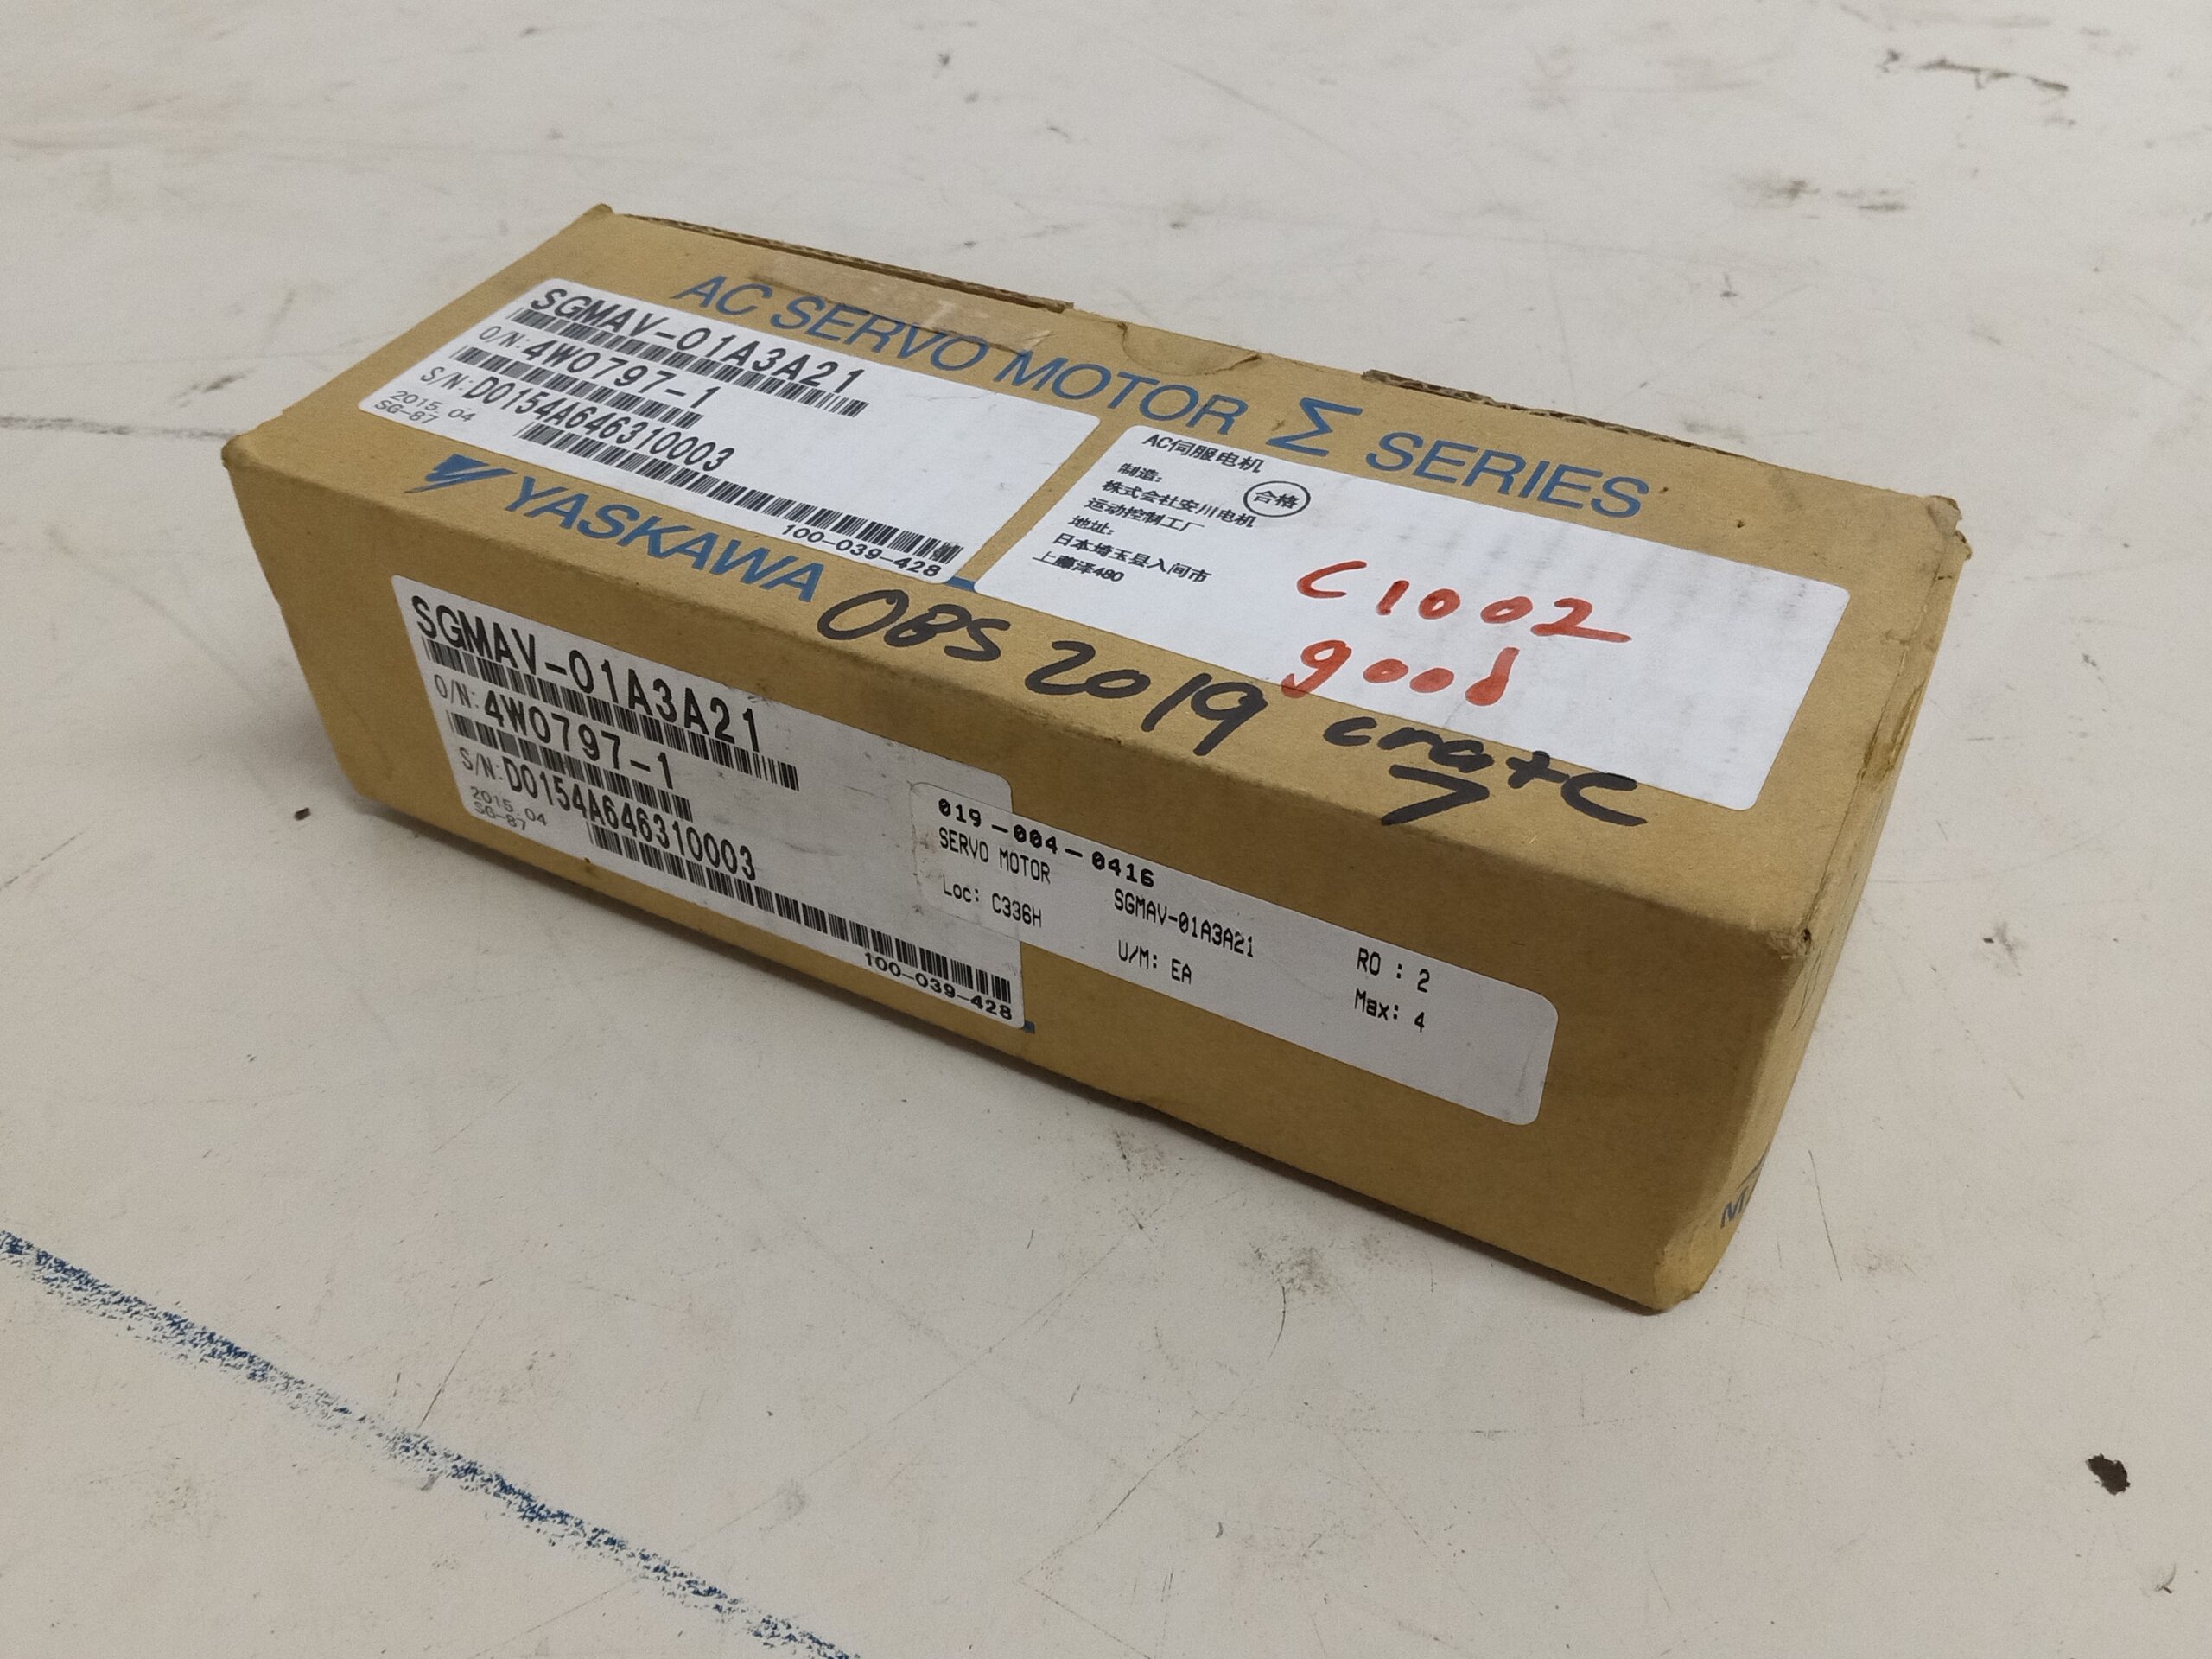 AC SERVO MOTOR Σ SERIES
SGMAV-01A3A21
O/N: 4W0797-1
S/N: D0154A646310003
2015.04
SG-87
100-039-428
YASKAWA
AC伺服电机
合格
制造:
株式会社安川电机
运动控制工厂
地址:
日本埼玉县入间市
上藤泽480
C1002
good
OBS 2019 crate
7
SGMAV-01A3A21
O/N: 4W0797-1
S/N: D0154A646310003
2015.04
SG-87
100-039-428
019-004-0416
SERVO MOTOR SGMAV-01A3A21 RO : 2
Loc: C336H U/M: EA Max: 4